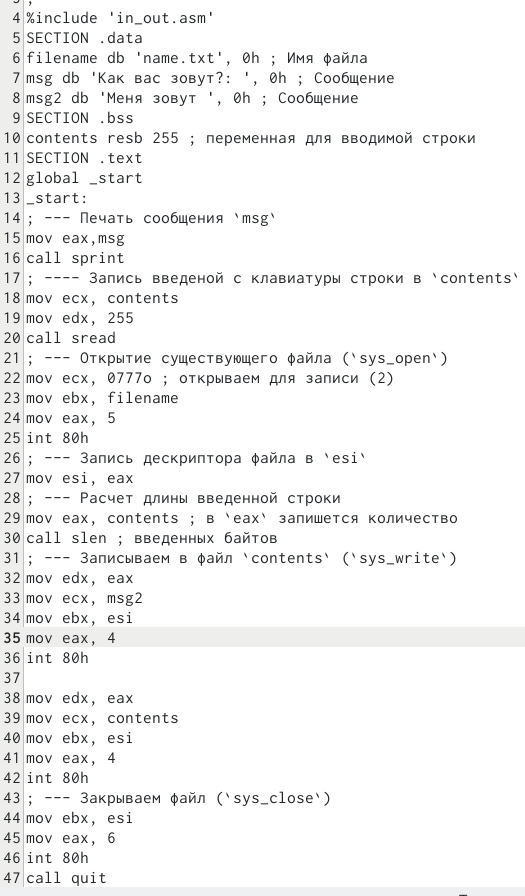 3 ;
4 %include 'in_out.asm'
5 SECTION .data
6 filename db 'name.txt', 0h ; Имя файла
7 msg db 'Как вас зовут?: ', 0h ; Сообщение
8 msg2 db 'Меня зовут ', 0h ; Сообщение
9 SECTION .bss
10 contents resb 255 ; переменная для вводимой строки
11 SECTION .text
12 global _start
13 _start:
14 ; --- Печать сообщения `msg`
15 mov eax,msg
16 call sprint
17 ; ---- Запись введеной с клавиатуры строки в `contents`
18 mov ecx, contents
19 mov edx, 255
20 call sread
21 ; --- Открытие существующего файла (`sys_open`)
22 mov ecx, 0777o ; открываем для записи (2)
23 mov ebx, filename
24 mov eax, 5
25 int 80h
26 ; --- Запись дескриптора файла в `esi`
27 mov esi, eax
28 ; --- Расчет длины введенной строки
29 mov eax, contents ; в `eax` запишется количество
30 call slen ; введенных байтов
31 ; --- Записываем в файл `contents` (`sys_write`)
32 mov edx, eax
33 mov ecx, msg2
34 mov ebx, esi
35 mov eax, 4
36 int 80h
37
38 mov edx, eax
39 mov ecx, contents
40 mov ebx, esi
41 mov eax, 4
42 int 80h
43 ; --- Закрываем файл (`sys_close`)
44 mov ebx, esi
45 mov eax, 6
46 int 80h
47 call quit